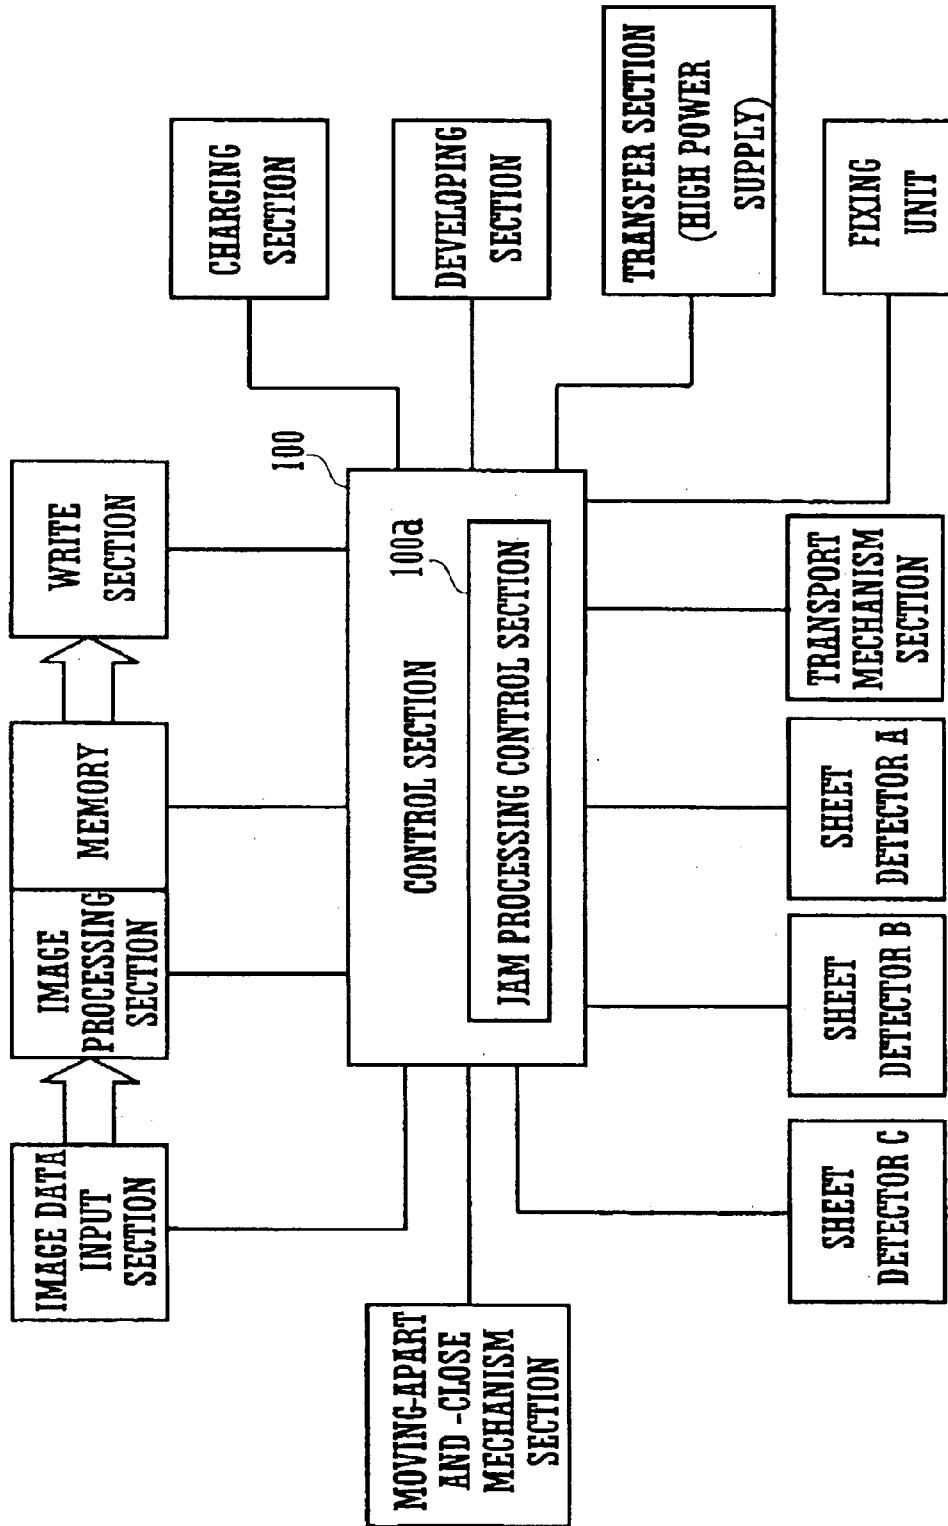 IMAGE DATA
INPUT
SECTION
IMAGE
PROCESSING
SECTION
MEMORY
WRITE
SECTION
CHARGING
SECTION
DEVELOPING
SECTION
TRANSFER SECTION
(HIGH POWER
SUPPLY)
FIXING
UNIT
100
CONTROL SECTION
100a
JAM PROCESSING CONTROL SECTION
MOVING-APART
AND -CLOSE
MECHANISM
SECTION
SHEET
DETECTOR C
SHEET
DETECTOR B
SHEET
DETECTOR A
TRANSPORT
MECHANISM
SECTION